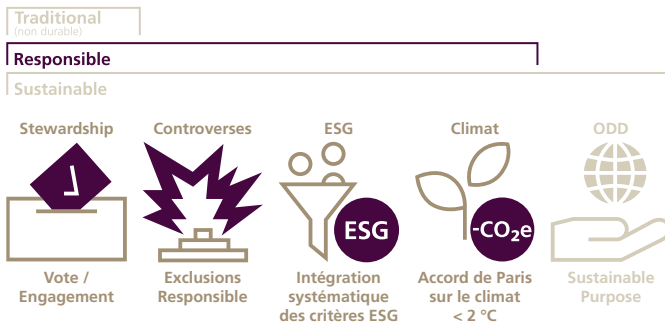 Traditional
(non durable)
Responsible
Sustainable
Stewardship
Controverses
ESG
Climat
ODD
ESG
-CO₂e
Vote /
Engagement
Exclusions
Responsible
Intégration
systématique
des critères ESG
Accord de Paris
sur le climat
< 2 °C
Sustainable
Purpose